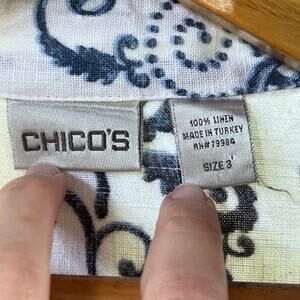 CHICO'S
100% LINEN
MADE IN TURKEY
RN# 79984
SIZE 3